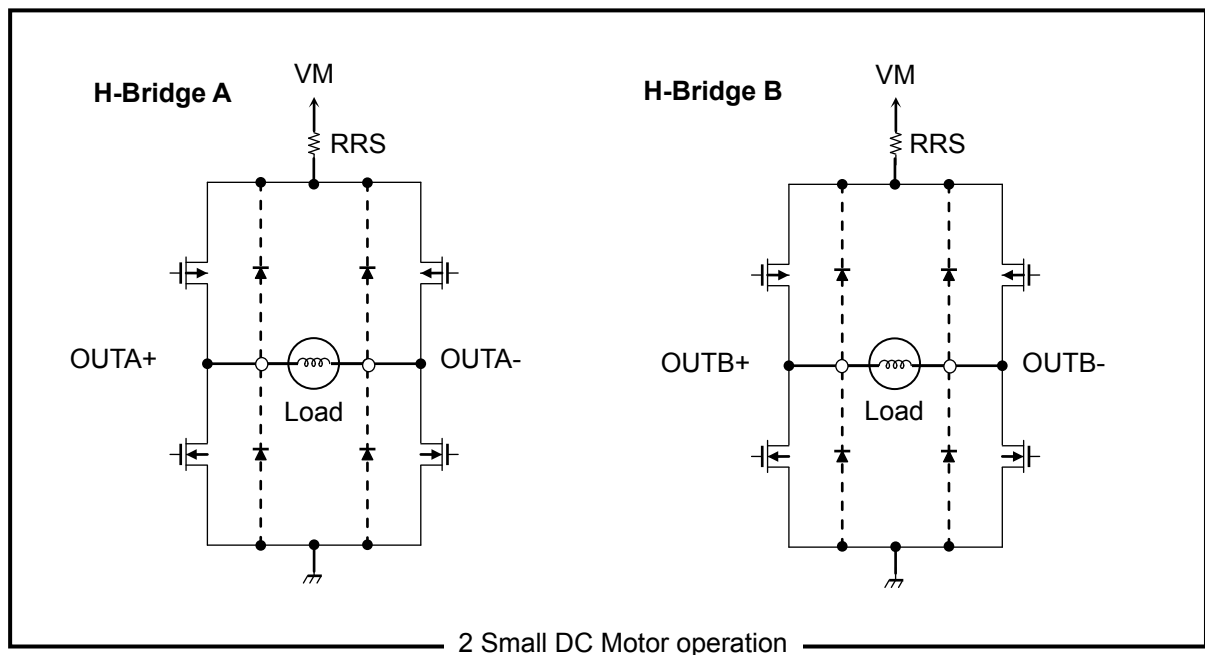 H-Bridge A
VM
RRS
OUTA+
OUTA-
Load
H-Bridge B
VM
RRS
OUTB+
OUTB-
Load
2 Small DC Motor operation